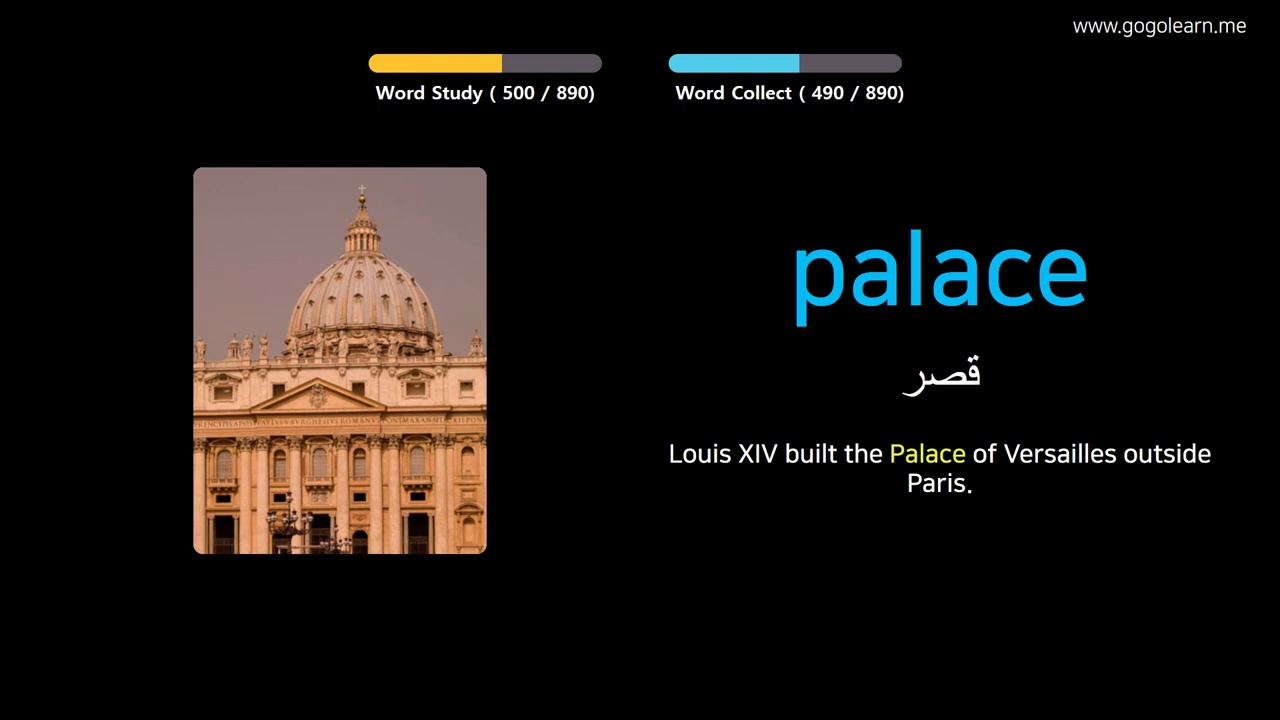 www.gogolearn.me
Word Study ( 500 / 890)
Word Collect ( 490 / 890)
palace
قصر
Louis XIV built the Palace of Versailles outside
Paris.